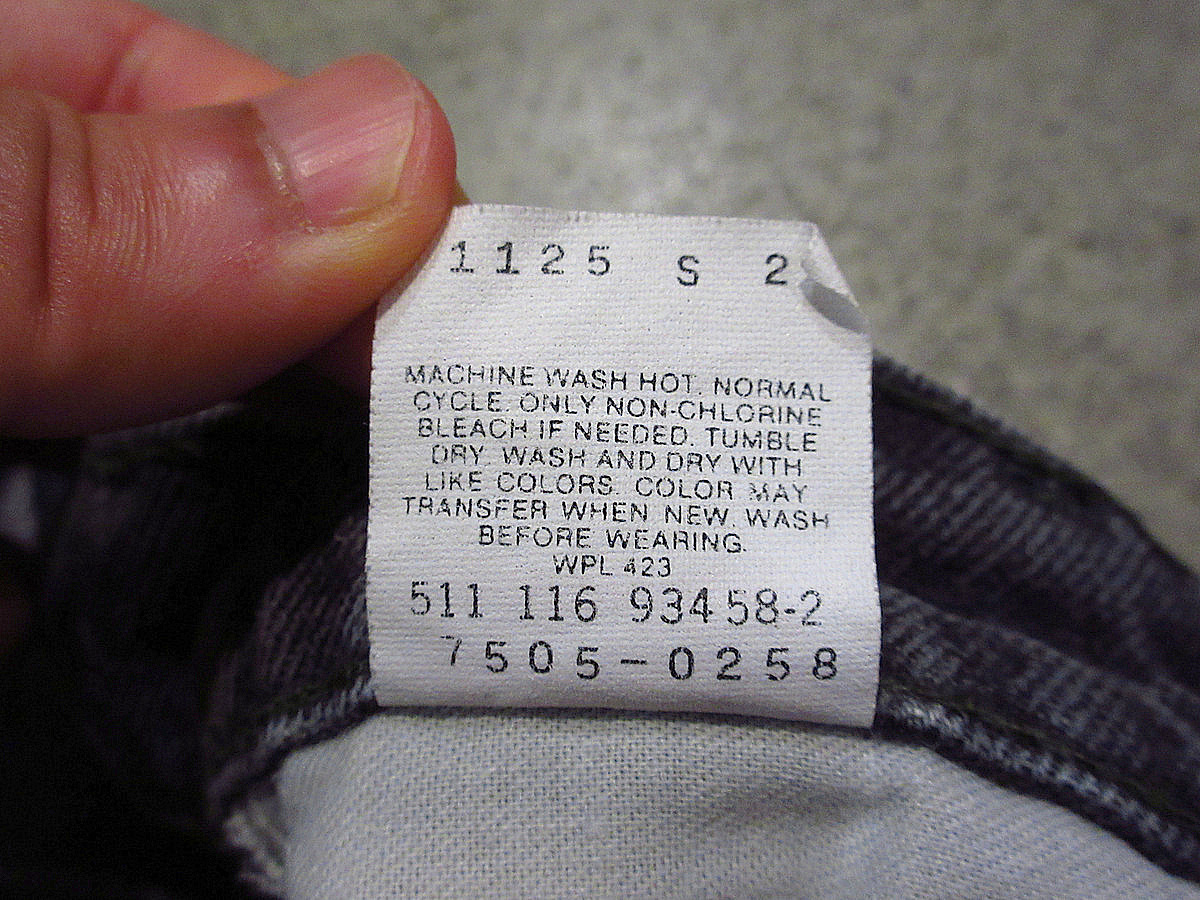 1125 S 2
MACHINE WASH HOT. NORMAL
CYCLE. ONLY NON-CHLORINE
BLEACH IF NEEDED. TUMBLE
DRY. WASH AND DRY WITH
LIKE COLORS. COLOR MAY
TRANSFER WHEN NEW. WASH
BEFORE WEARING.
WPL 423
511 116 93458-2
7505-0258